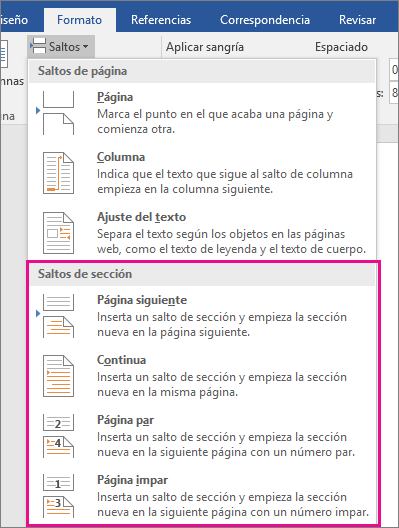 iseño Formato Referencias Correspondencia Revisar
Saltos Aplicar sangría Espaciado
Saltos de página
nnas
Página
Marca el punto en el que acaba una página y
comienza otra.
0
s: 8
na
Columna
Indica que el texto que sigue al salto de columna
empieza en la columna siguiente.
Ajuste del texto
Separa el texto según los objetos en las páginas
web, como el texto de leyenda y el texto de cuerpo.
Saltos de sección
Página siguiente
Inserta un salto de sección y empieza la sección
nueva en la página siguiente.
Continua
Inserta un salto de sección y empieza la sección
nueva en la misma página.
Página par
Inserta un salto de sección y empieza la sección
nueva en la siguiente página con un número par.
2
4
Página impar
Inserta un salto de sección y empieza la sección
nueva en la siguiente página con un número impar.
1
3